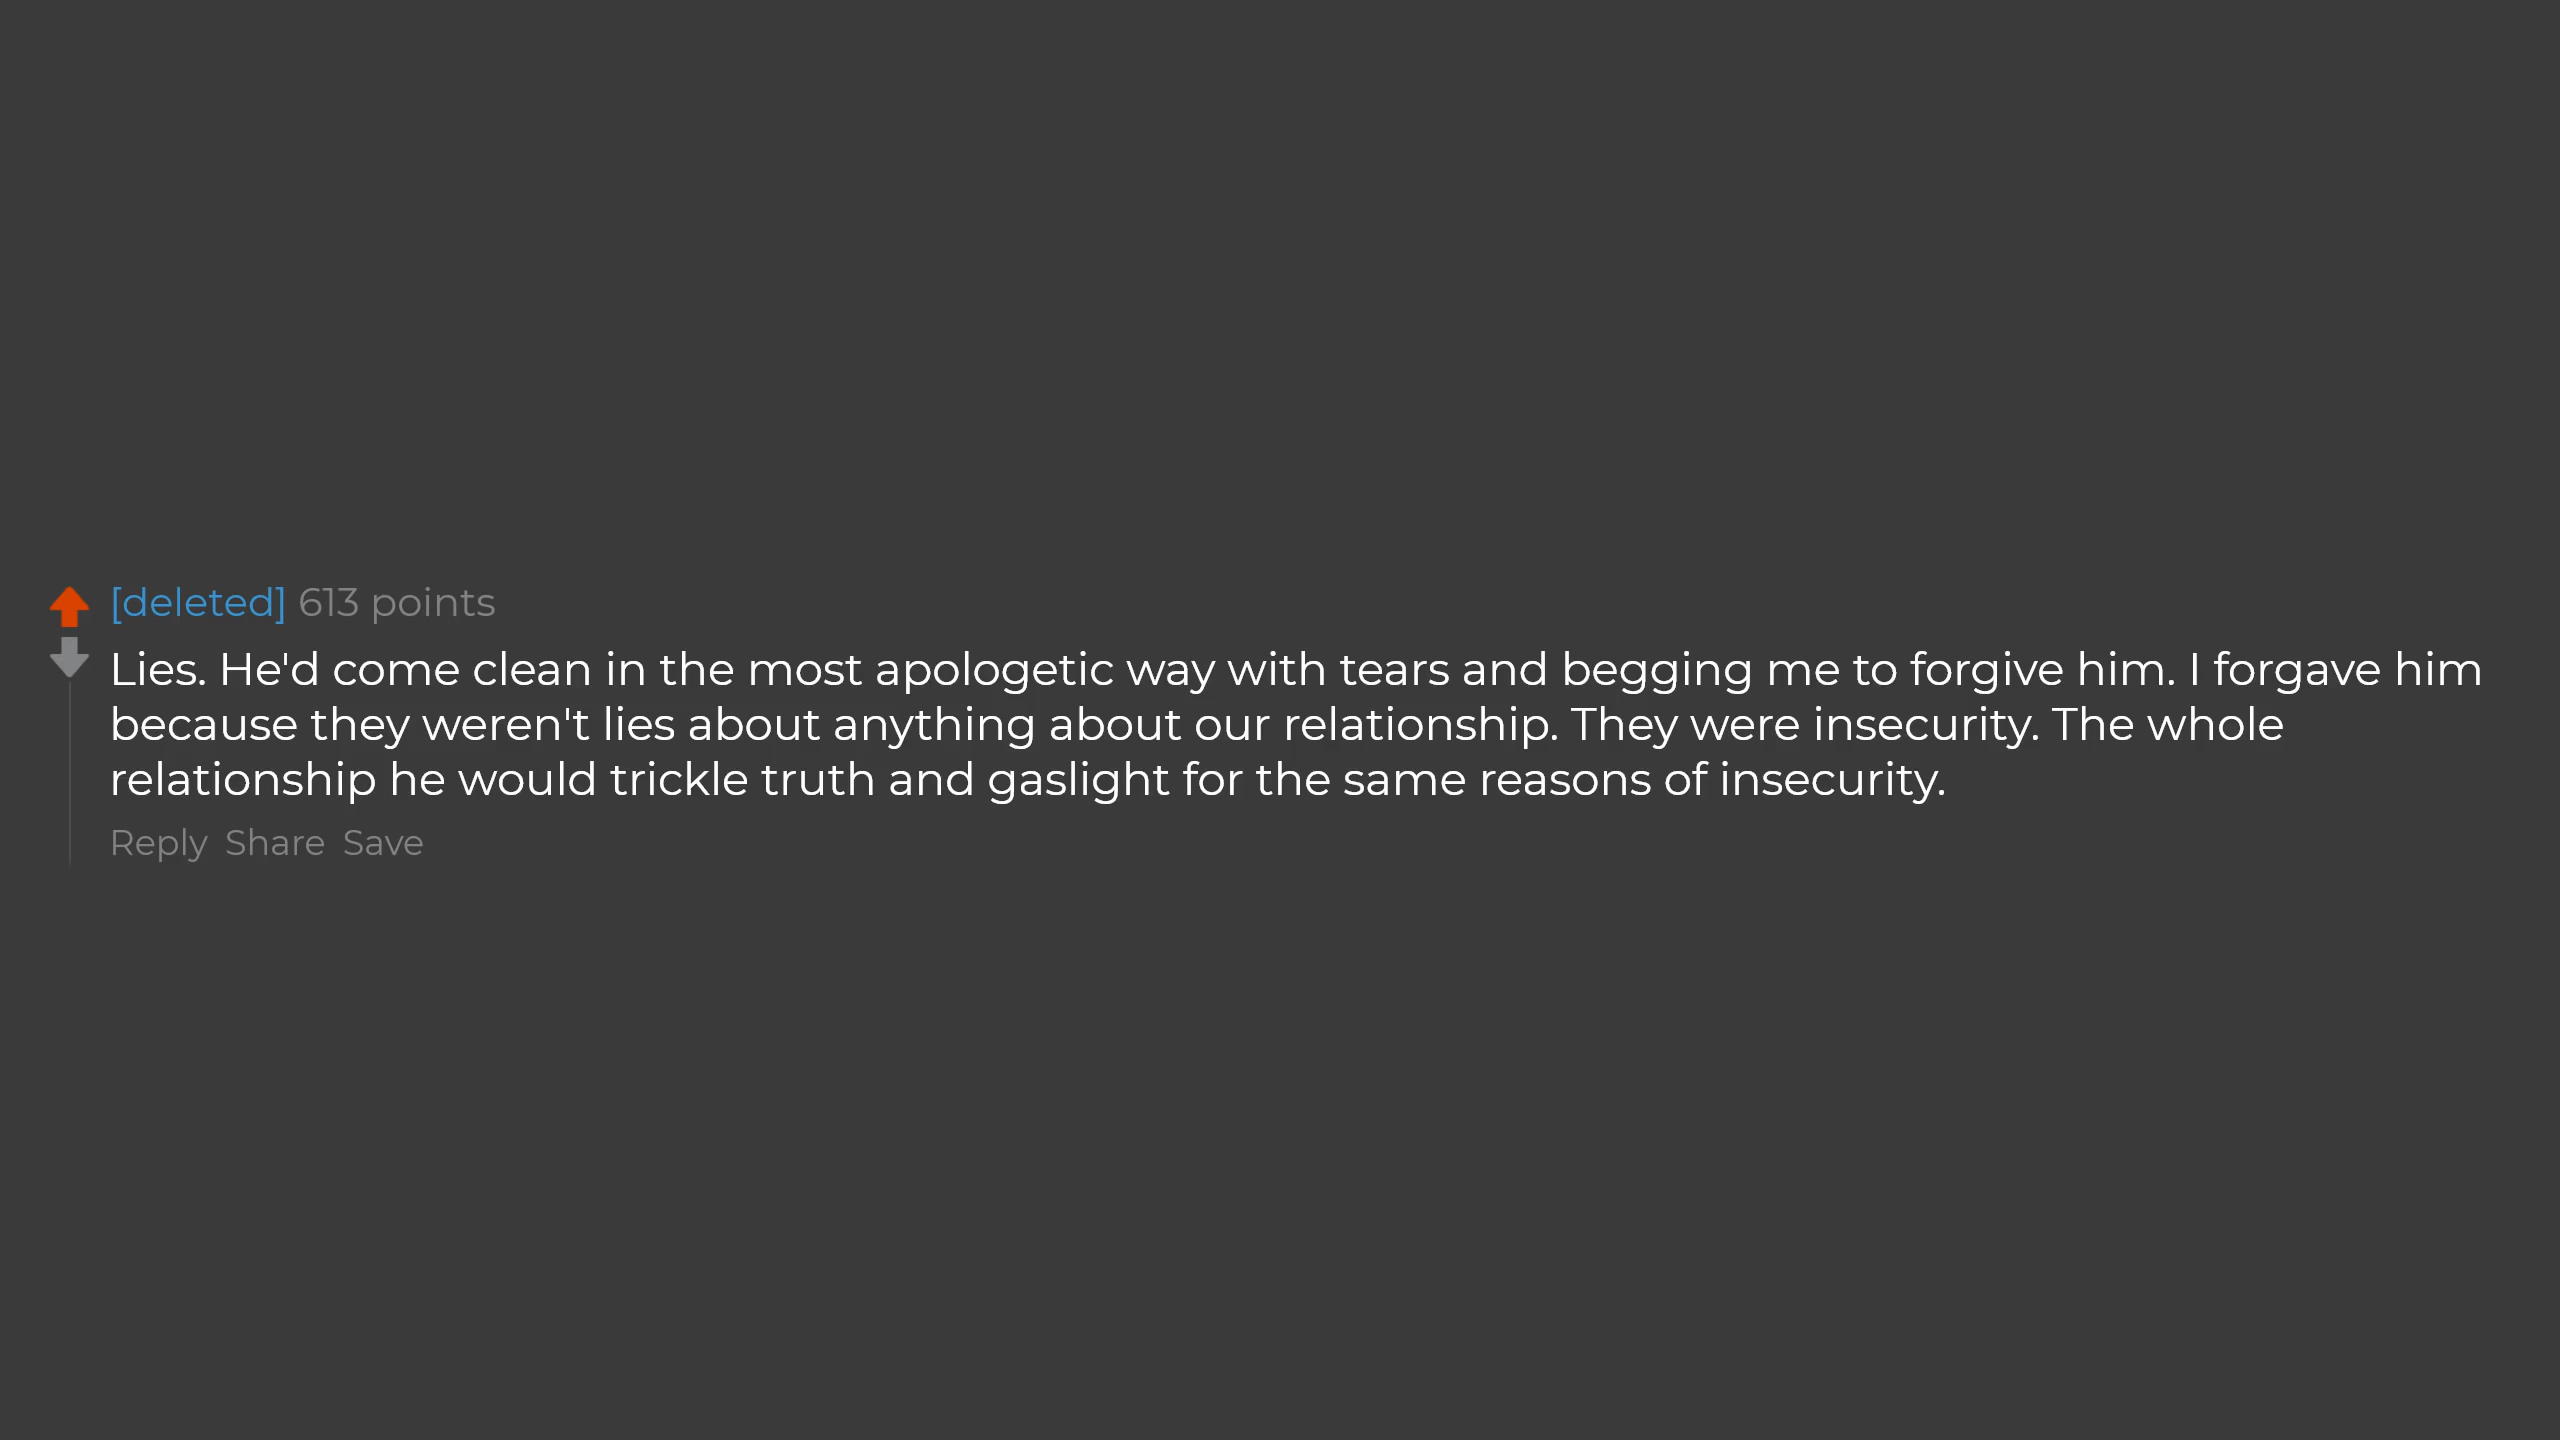 [deleted] 613 points
Lies. He'd come clean in the most apologetic way with tears and begging me to forgive him. I forgave him
because they weren't lies about anything about our relationship. They were insecurity. The whole
relationship he would trickle truth and gaslight for the same reasons of insecurity.
Reply Share Save